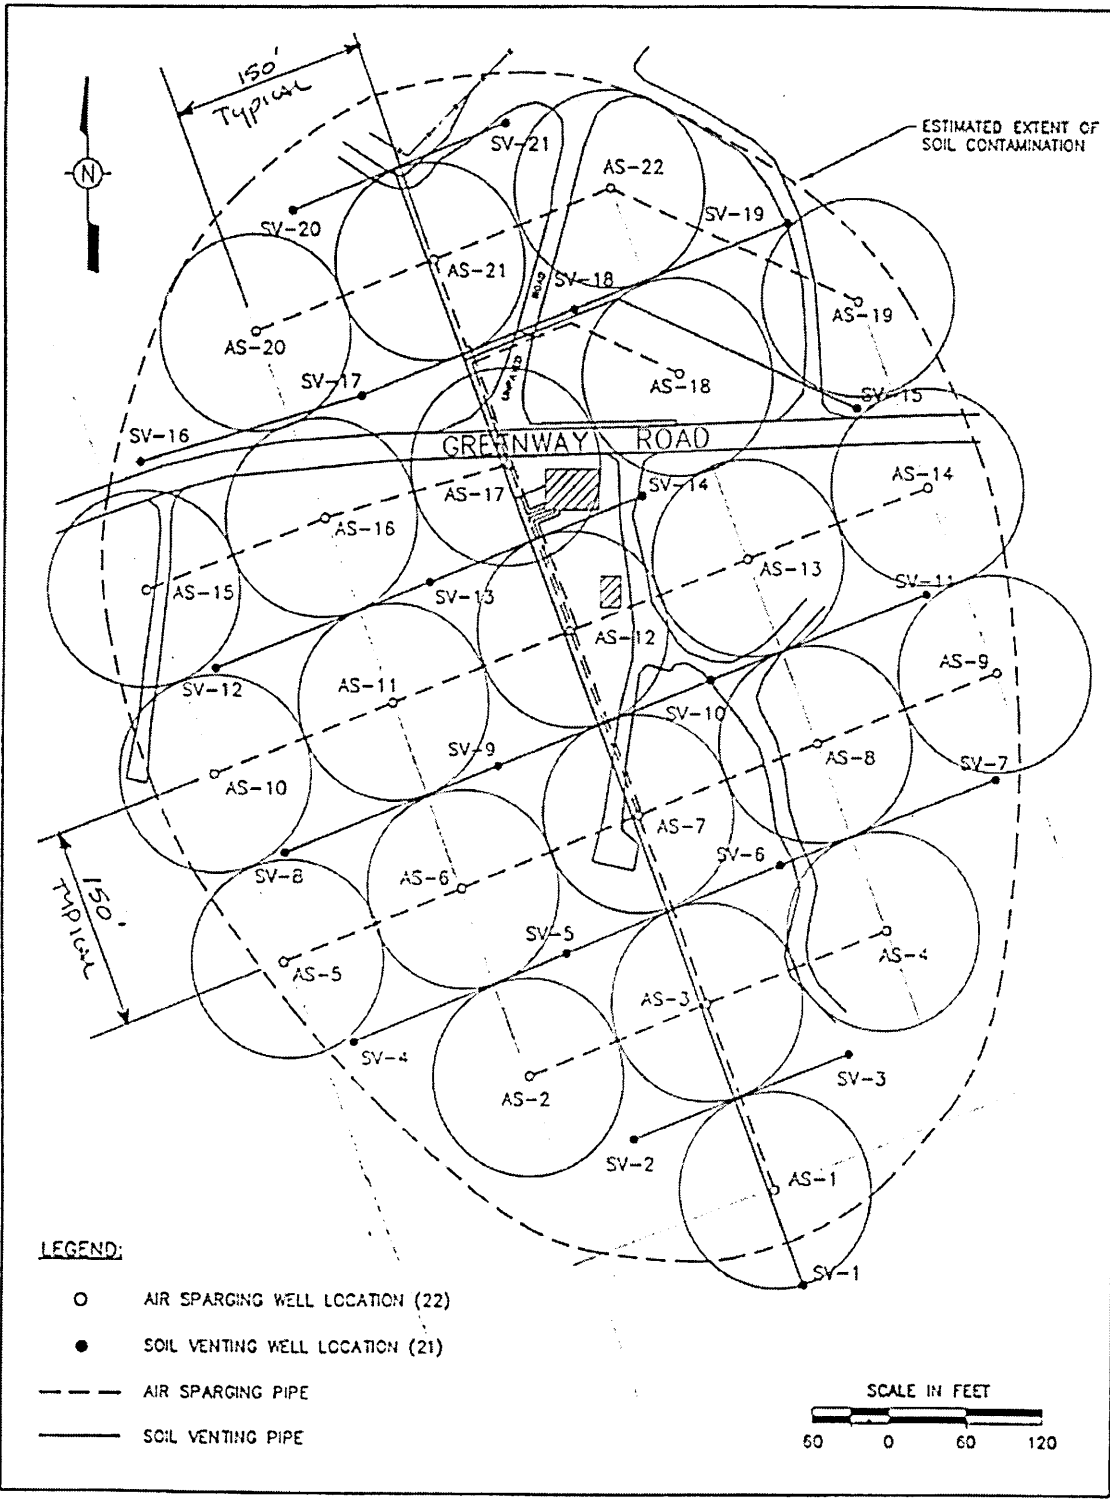 150'
TYPICAL
N
ESTIMATED EXTENT OF
SOIL CONTAMINATION
SV-21
AS-22
SV-20
SV-19
AS-21
SV-18
ROAD
AS-19
AS-20
UNPAVED
AS-18
SV-17
SV-15
SV-16
GREENWAY ROAD
AS-14
AS-17
SV-14
AS-16
AS-13
SV-11
AS-15
SV-13
AS-12
AS-9
SV-12
AS-11
SV-10
SV-9
AS-8
SV-7
AS-10
AS-7
SV-8
AS-6
SV-6
150'
TYPICAL
SV-5
AS-5
AS-4
AS-3
SV-4
SV-3
AS-2
SV-2
AS-1
SV-1
LEGEND:
AIR SPARGING WELL LOCATION (22)
SOIL VENTING WELL LOCATION (21)
AIR SPARGING PIPE
SOIL VENTING PIPE
SCALE IN FEET
60 0 60 120